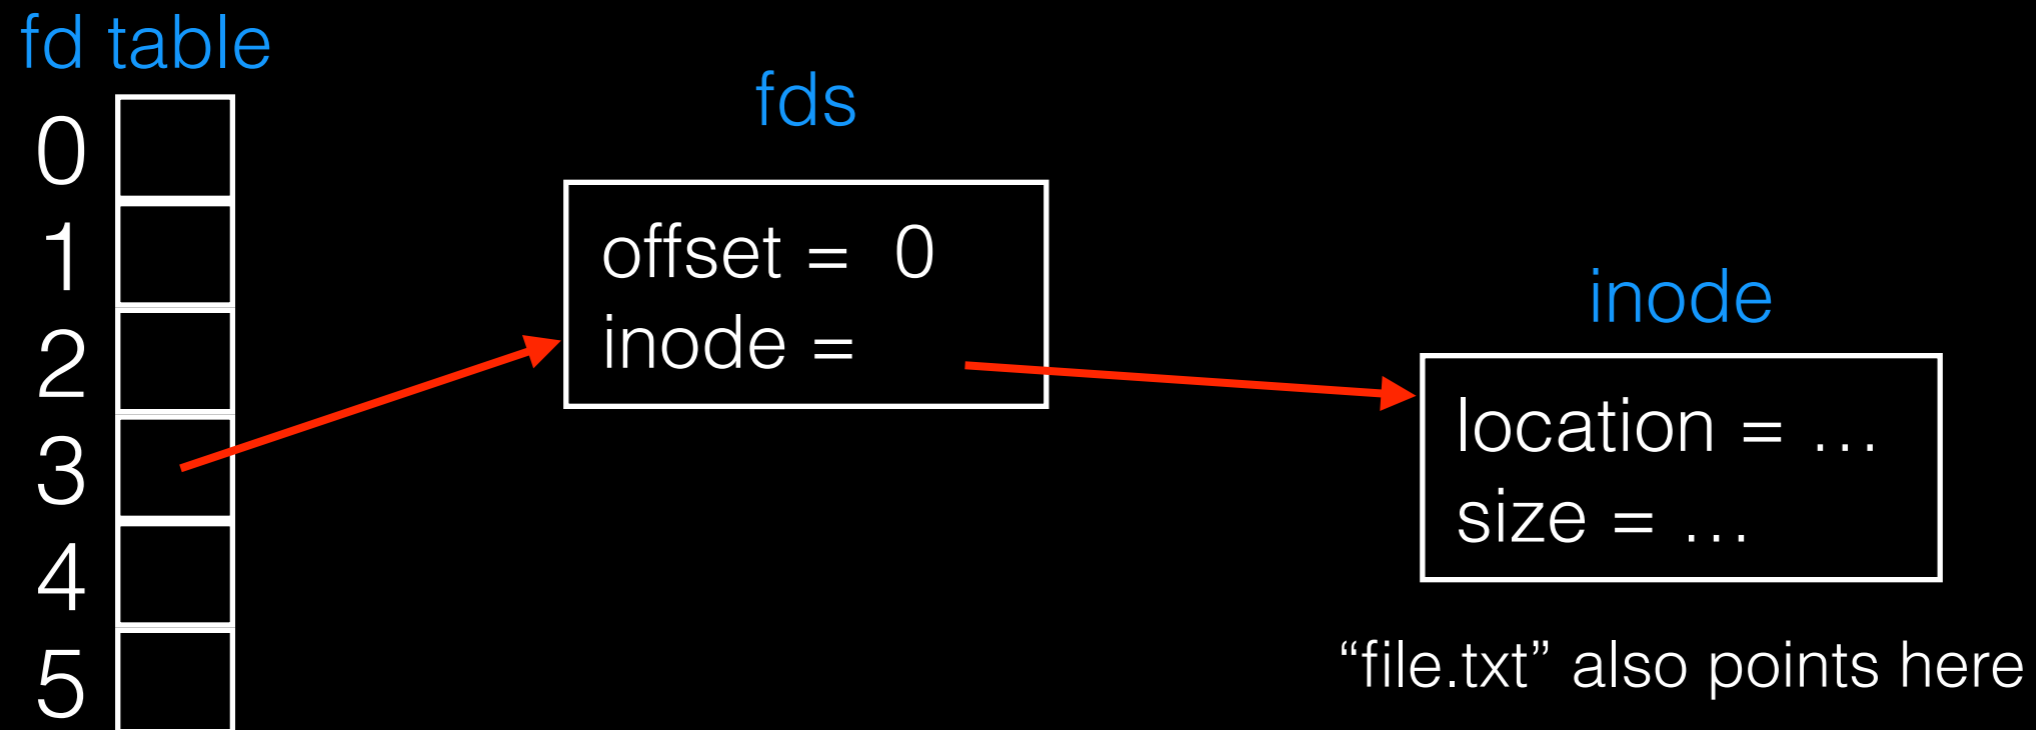 fd table
0
1
2
3
4
5
fds
offset = 0
inode =
inode
location = …
size = …
“file.txt” also points here